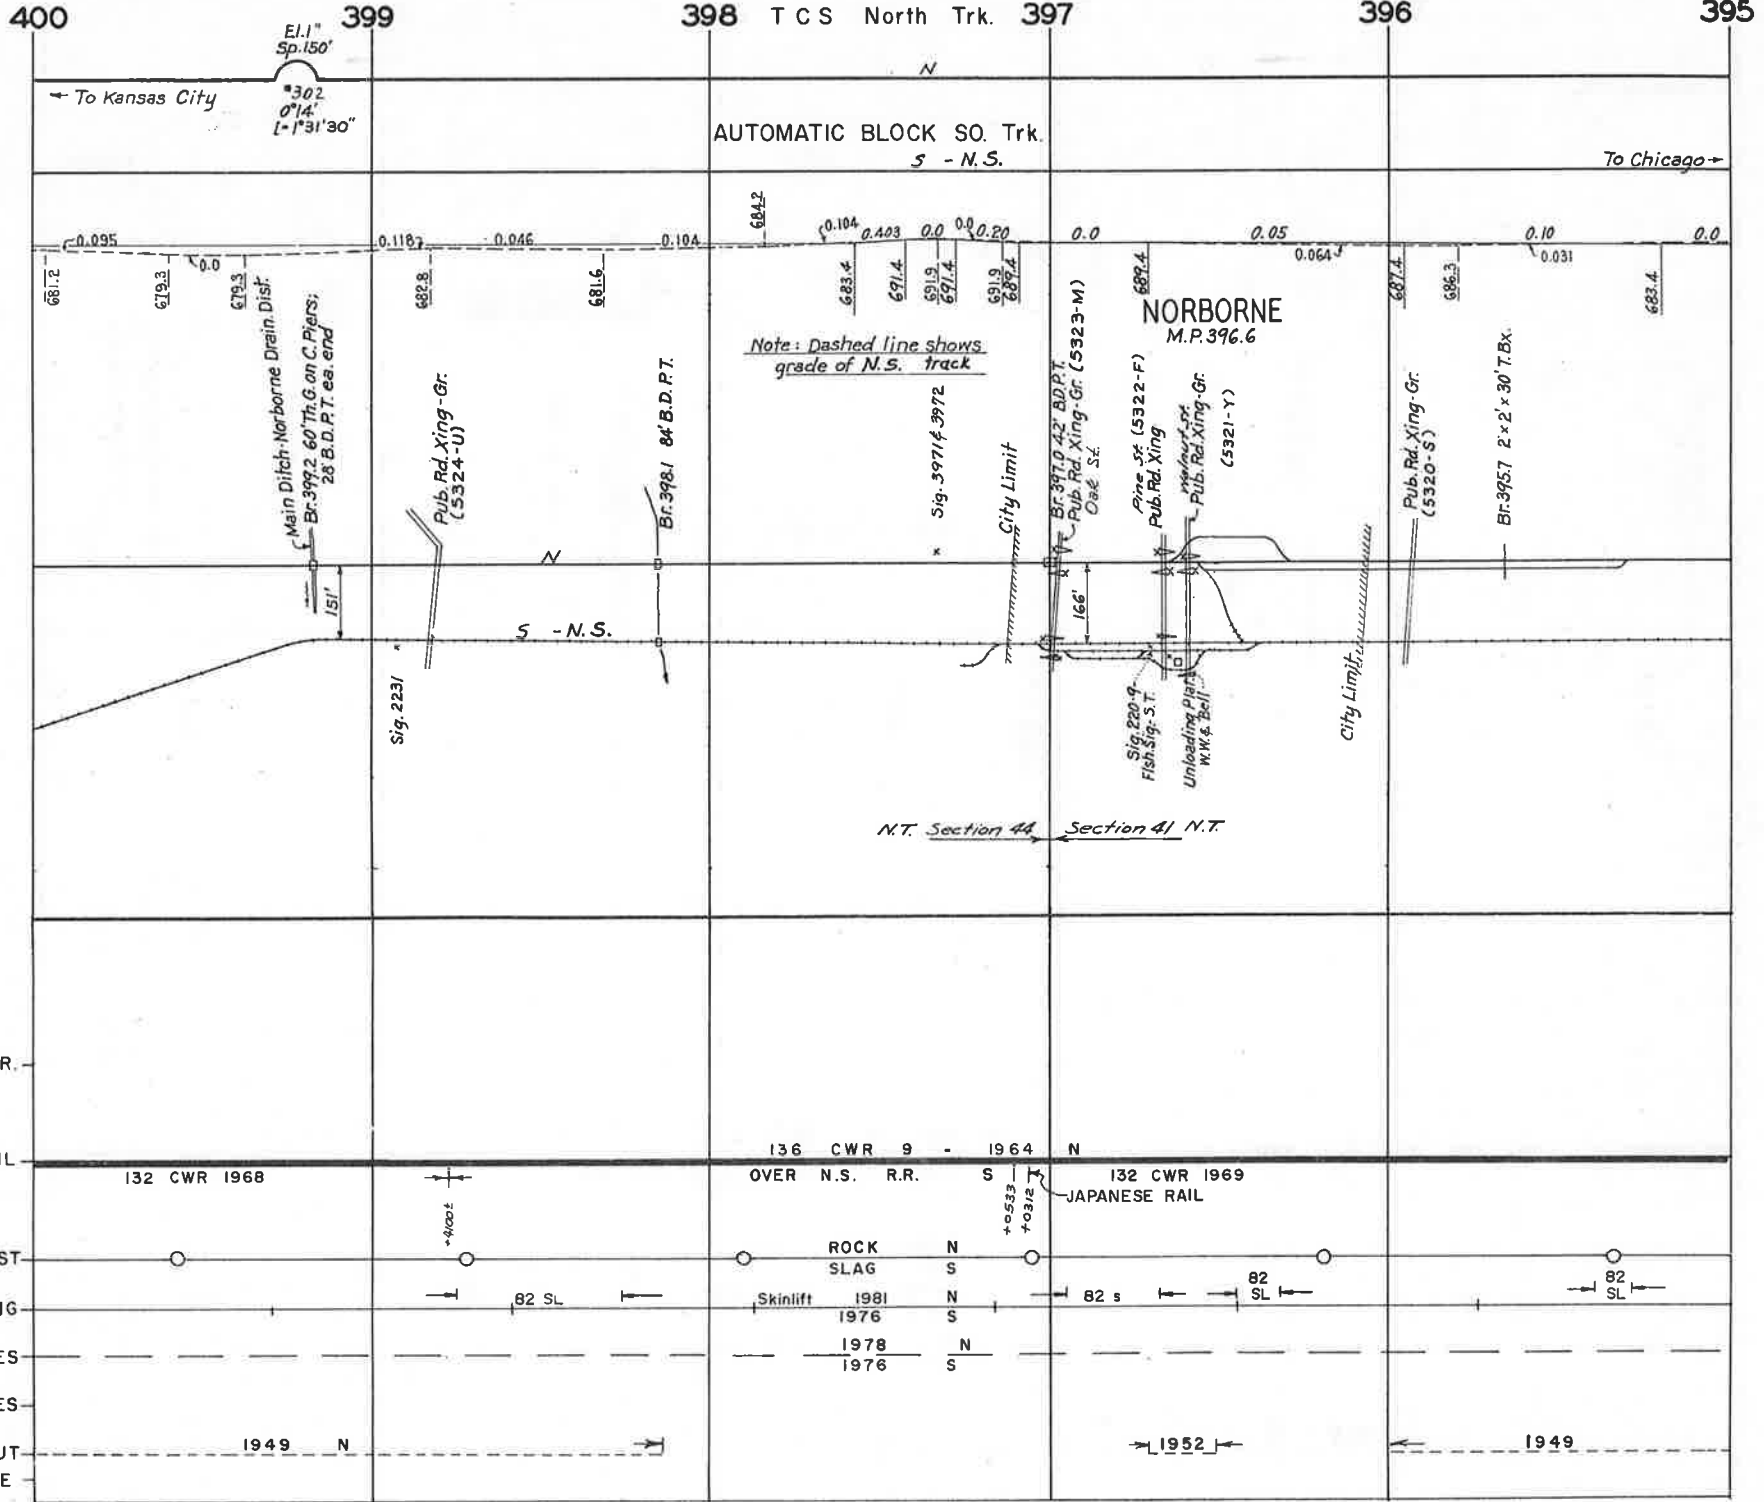 400 399 398 TCS North Trk. 397 396 395
El.1"
Sp.150'
N
← To Kansas City
°302
0°14'
I-1°31'30"
AUTOMATIC BLOCK SO. Trk.
S - N.S.
To Chicago →
684.2
0.095 0.0 0.118 0.046 0.104 0.104 0.403 0.0 0.0 0.20 0.0 0.05 0.064 0.10 0.031 0.0
681.2 679.3 679.3 682.8 681.6 683.4 691.4 691.9 691.4 691.9 689.4 689.4 687.4 686.3 683.4
NORBORNE
M.P. 396.6
Note: Dashed line shows
grade of N.S. track
Main Ditch-Norborne Drain. Dist.
Br.399.2 60'Th.G.on C.Piers;
28'B.D.P.T. ea. end
Pub. Rd. Xing-Gr.
(5324-U)
Br.398.1 84' B.D.P.T.
Sig. 3971 & 3972
City Limit
Br.397.0 42' B.D.P.T.
Pub. Rd. Xing-Gr. (5323-M)
Oak St.
Pine St. (5322-F)
Pub. Rd. Xing
Walnut St.
Pub. Rd. Xing-Gr.
(5321-Y)
Pub. Rd. Xing-Gr.
(5320-S)
Br.395.7 2'x2'x30' T.Bx.
N
151'
166'
S - N.S.
Sig. 2231
Sig. 220-9
Flsh. Sig. S.T.
Unloading Plat.
W.W. & Bell
City Limit
N.T. Section 44
Section 41 N.T.
R.
IL
136 CWR 9 - 1964 N
132 CWR 1968
OVER N.S. R.R. S
132 CWR 1969
JAPANESE RAIL
+4100±
+0533
+0312
ST
ROCK N
SLAG S
82 SL
82 s
82
SL
82
SL
G
Skinlift 1981 N
1976 S
ES
1978 N
1976 S
ES
UT
1949 N
1952
1949
E